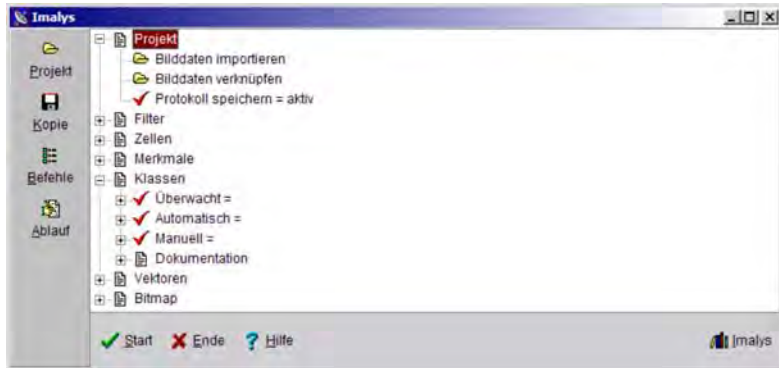 Imalys
Projekt
Kopie
Befehle
Ablauf
Projekt
Bilddaten importieren
Bilddaten verknüpfen
Protokoll speichern = aktiv
Filter
Zellen
Merkmale
Klassen
Überwacht =
Automatisch =
Manuell =
Dokumentation
Vektoren
Bitmap
Start Ende Hilfe Imalys